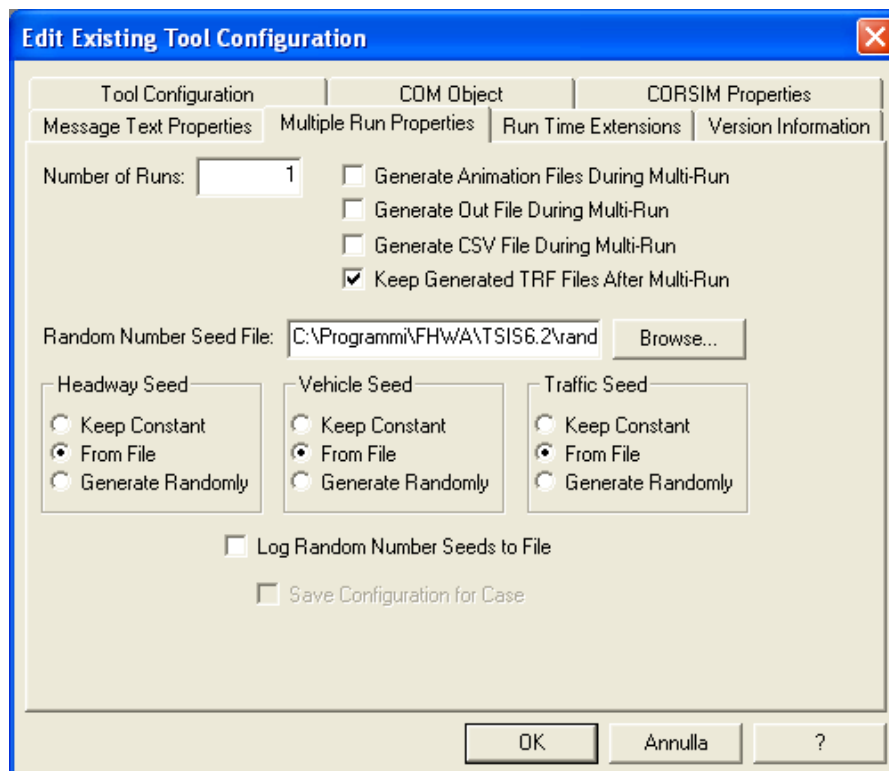 Edit Existing Tool Configuration
Tool Configuration COM Object CORSIM Properties
Message Text Properties Multiple Run Properties Run Time Extensions Version Information
Number of Runs: 1
Generate Animation Files During Multi-Run
Generate Out File During Multi-Run
Generate CSV File During Multi-Run
Keep Generated TRF Files After Multi-Run
Random Number Seed File: C:\Programmi\FHWA\TSIS6.2\rand Browse...
Headway Seed Vehicle Seed Traffic Seed
Keep Constant Keep Constant Keep Constant
From File From File From File
Generate Randomly Generate Randomly Generate Randomly
Log Random Number Seeds to File
Save Configuration for Case
OK Annulla ?